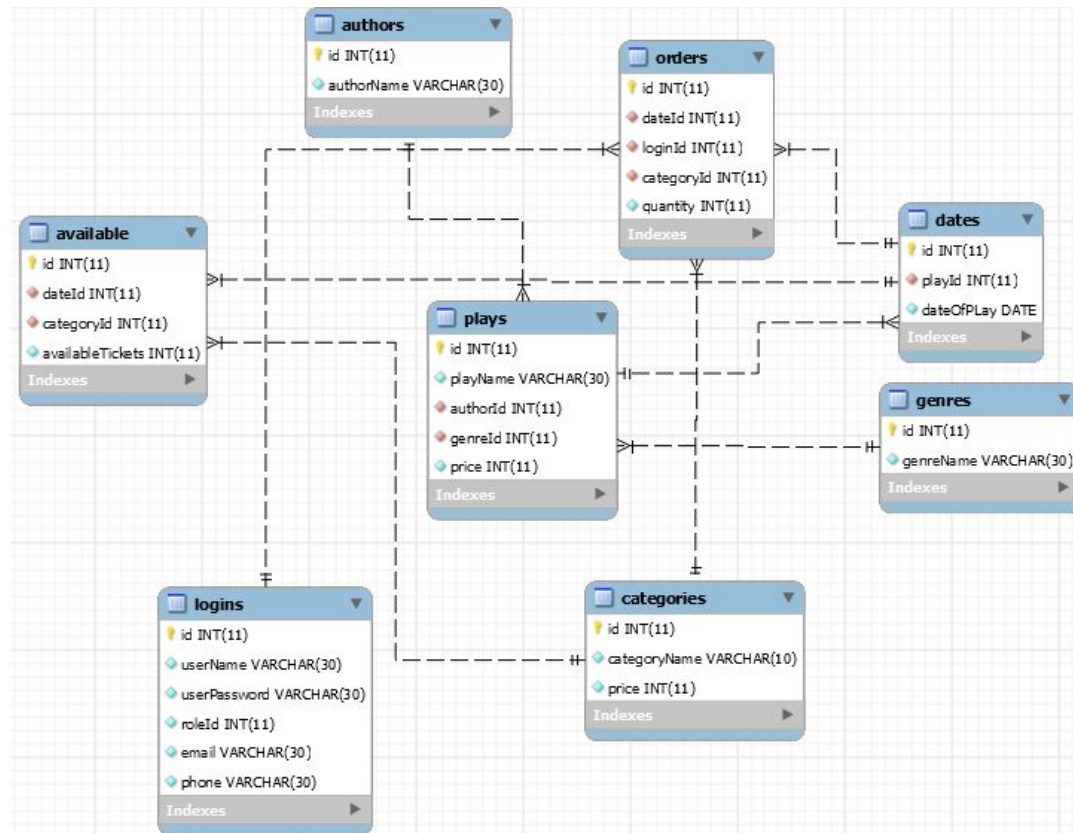 authors
id INT(11)
authorName VARCHAR(30)
Indexes
orders
id INT(11)
dateId INT(11)
loginId INT(11)
categoryId INT(11)
quantity INT(11)
Indexes
available
id INT(11)
dateId INT(11)
categoryId INT(11)
availableTickets INT(11)
Indexes
dates
id INT(11)
playId INT(11)
dateOfPLay DATE
Indexes
plays
id INT(11)
playName VARCHAR(30)
authorId INT(11)
genreId INT(11)
price INT(11)
Indexes
genres
id INT(11)
genreName VARCHAR(30)
Indexes
logins
id INT(11)
userName VARCHAR(30)
userPassword VARCHAR(30)
roleId INT(11)
email VARCHAR(30)
phone VARCHAR(30)
Indexes
categories
id INT(11)
categoryName VARCHAR(10)
price INT(11)
Indexes